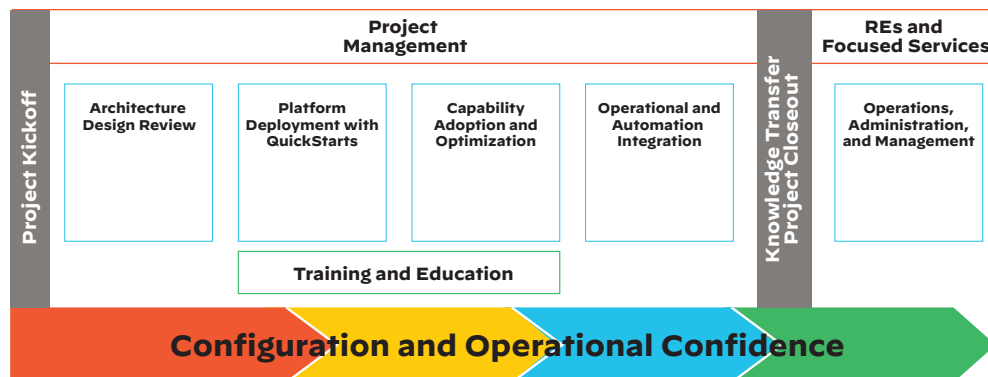 Project Kickoff
Project
Management
Architecture
Design Review
Platform
Deployment with
QuickStarts
Capability
Adoption and
Optimization
Operational and
Automation
Integration
Training and Education
Knowledge Transfer
Project Closeout
REs and
Focused Services
Operations,
Administration,
and Management
Configuration and Operational Confidence